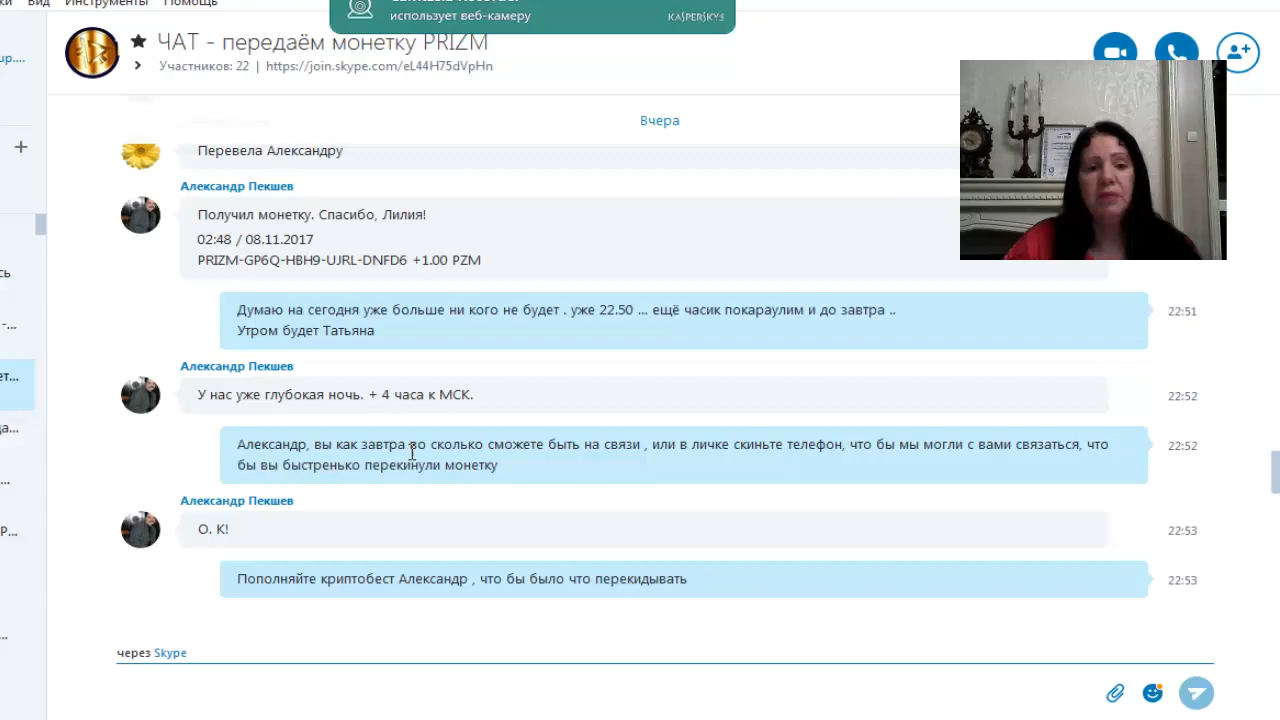 Вид Инструменты Помощь
использует веб-камеру
KASPERSKY
ЧАТ - передаём монетку PRIZM
Участников: 22 | https://join.skype.com/eL44H75dVpHn
up....
Вчера
Перевела Александру
Александр Пекшев
Получил монетку. Спасибо, Лилия!
02:48 / 08.11.2017
PRIZM-GP6Q-HBH9-UJRL-DNFD6 +1.00 PZM
Думаю на сегодня уже больше ни кого не будет . уже 22.50 ... ещё часик покараулим и до завтра ..
22:51
Утром будет Татьяна
Александр Пекшев
У нас уже глубокая ночь. + 4 часа к МСК.
22:52
Александр, вы как завтра во сколько сможете быть на связи , или в личке скиньте телефон, что бы мы могли с вами связаться, что
22:52
бы вы быстренько перекинули монетку
Александр Пекшев
О. К!
22:53
Пополняйте криптобест Александр , что бы было что перекидывать
22:53
через Skype